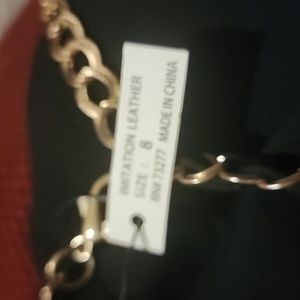 IMITATION LEATHER
SIZE : 8
RN# 73277 MADE IN CHINA